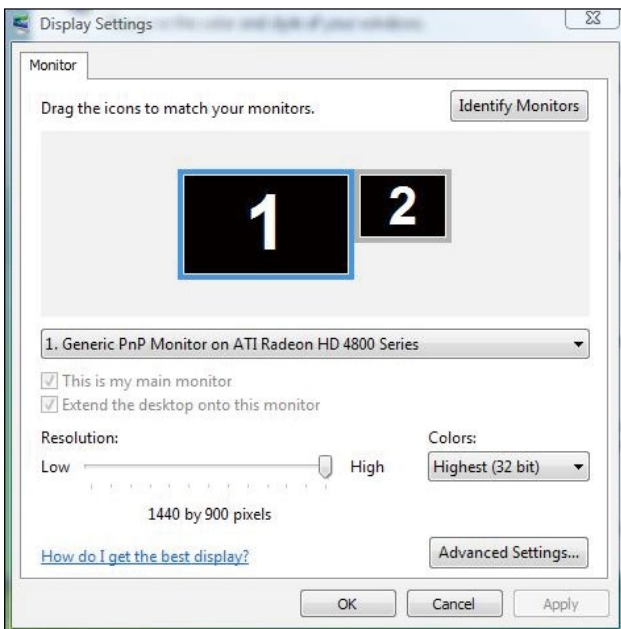 Display Settings
Monitor
Drag the icons to match your monitors.
Identify Monitors
1
2
1. Generic PnP Monitor on ATI Radeon HD 4800 Series
This is my main monitor
Extend the desktop onto this monitor
Resolution:
Colors:
Low
High
Highest (32 bit)
1440 by 900 pixels
How do I get the best display?
Advanced Settings...
OK
Cancel
Apply